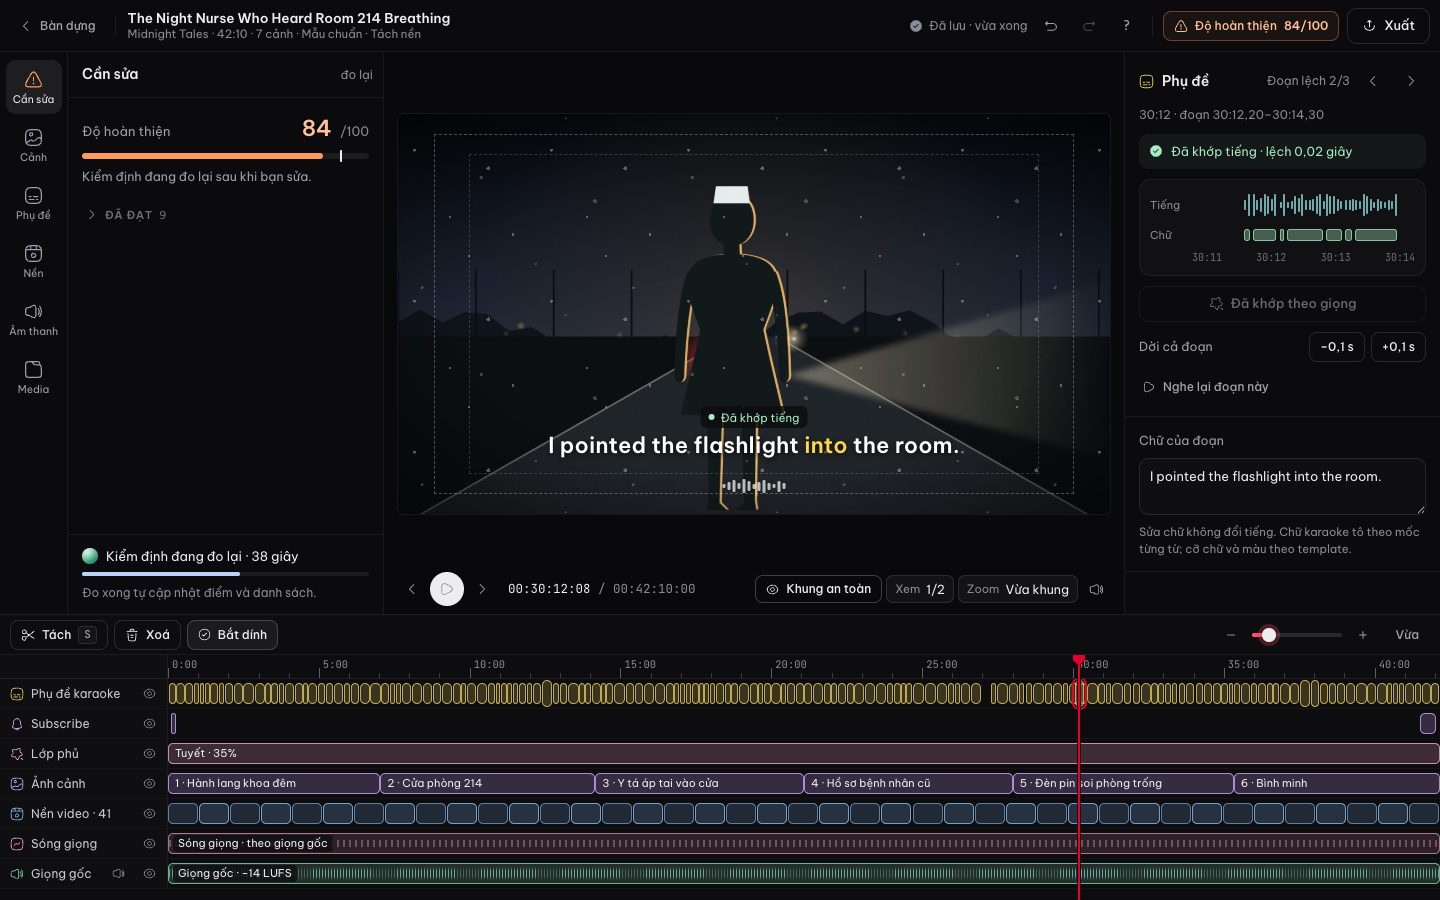 Bàn dựng
The Night Nurse Who Heard Room 214 Breathing
Midnight Tales · 42:10 · 7 cảnh · Mẫu chuẩn · Tách nền
Đã lưu · vừa xong
?
Độ hoàn thiện 84/100
Xuất
Cần sửa
Cảnh
Phụ đề
Nền
Âm thanh
Media
Cần sửa
đo lại
Độ hoàn thiện
84 /100
Kiểm định đang đo lại sau khi bạn sửa.
ĐÃ ĐẠT 9
Kiểm định đang đo lại · 38 giây
Đo xong tự cập nhật điểm và danh sách.
Đã khớp tiếng
I pointed the flashlight into the room.
00:30:12:08 / 00:42:10:00
Khung an toàn
Xem 1/2
Zoom Vừa khung
Phụ đề
Đoạn lệch 2/3
30:12 · đoạn 30:12,20–30:14,30
Đã khớp tiếng · lệch 0,02 giây
Tiếng
Chữ
30:11 30:12 30:13 30:14
Đã khớp theo giọng
Dời cả đoạn
−0,1 s
+0,1 s
Nghe lại đoạn này
Chữ của đoạn
I pointed the flashlight into the room.
Sửa chữ không đổi tiếng. Chữ karaoke tô theo mốc
từng từ; cỡ chữ và màu theo template.
Tách S
Xoá
Bắt dính
Vừa
0:00 5:00 10:00 15:00 20:00 25:00 30:00 35:00 40:00
Phụ đề karaoke
Subscribe
Lớp phủ
Tuyết · 35%
Ảnh cảnh
1 · Hành lang khoa đêm
2 · Cửa phòng 214
3 · Y tá áp tai vào cửa
4 · Hồ sơ bệnh nhân cũ
5 · Đèn pin soi phòng trống
6 · Bình minh
Nền video · 41
Sóng giọng
Sóng giọng · theo giọng gốc
Giọng gốc
Giọng gốc · −14 LUFS